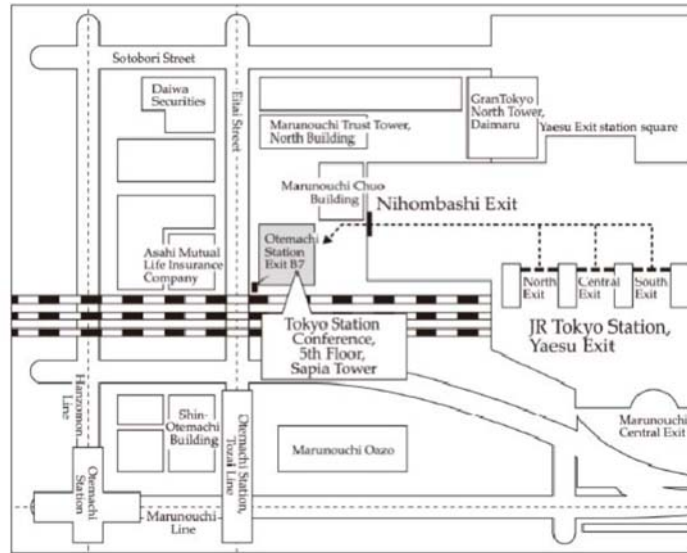 Sotobori Street
Daiwa
Securities
Eitai Street
Marunouchi Trust Tower,
North Building
GranTokyo
North Tower,
Daimaru
Yaesu Exit station square
Marunouchi Chuo
Building
Nihombashi Exit
Otemachi
Station
Exit B7
Asahi Mutual
Life Insurance
Company
North
Exit
Central
Exit
South
Exit
JR Tokyo Station,
Yaesu Exit
Tokyo Station
Conference,
5th Floor,
Sapia Tower
Hanzomon
Line
Shin-
Otemachi
Building
Otemachi Station,
Tozai Line
Marunouchi Oazo
Marunouchi
Central Exit
Otemachi
Station
Marunouchi
Line